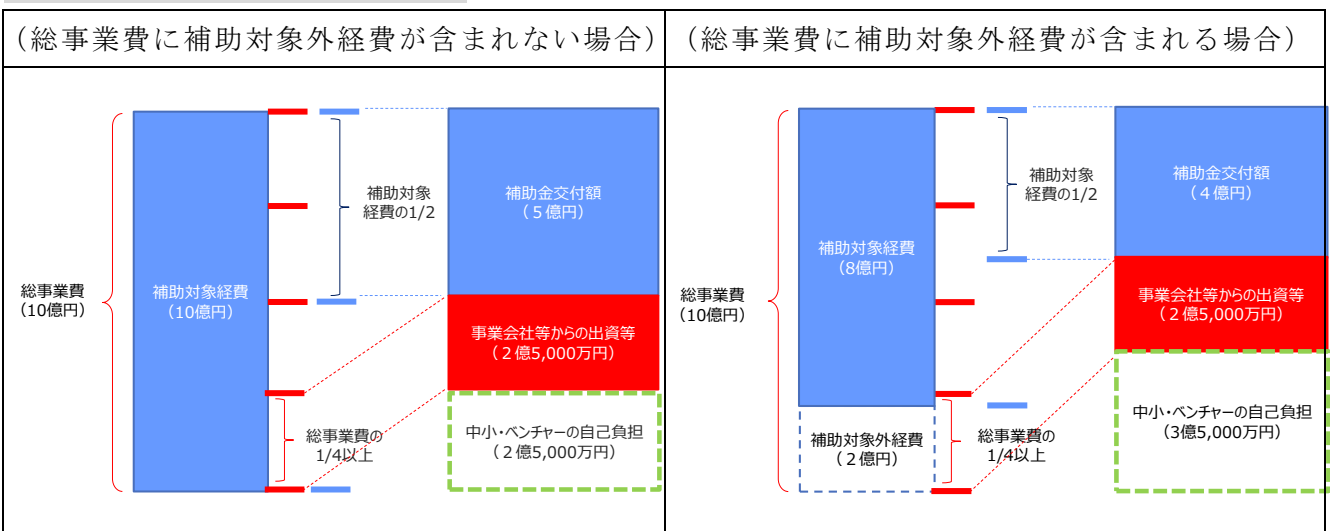 （総事業費に補助対象外経費が含まれない場合）
（総事業費に補助対象外経費が含まれる場合）
総事業費
（10億円）
補助対象経費
（10億円）
補助対象
経費の1/2
総事業費の
1/4以上
補助金交付額
（５億円）
事業会社等からの出資等
（２億5,000万円）
中小・ベンチャーの自己負担
（２億5,000万円）
総事業費
（10億円）
補助対象経費
（8億円）
補助対象外経費
（２億円）
補助対象
経費の1/2
総事業費の
1/4以上
補助金交付額
（４億円）
事業会社等からの出資等
（２億5,000万円）
中小・ベンチャーの自己負担
（3億5,000万円）